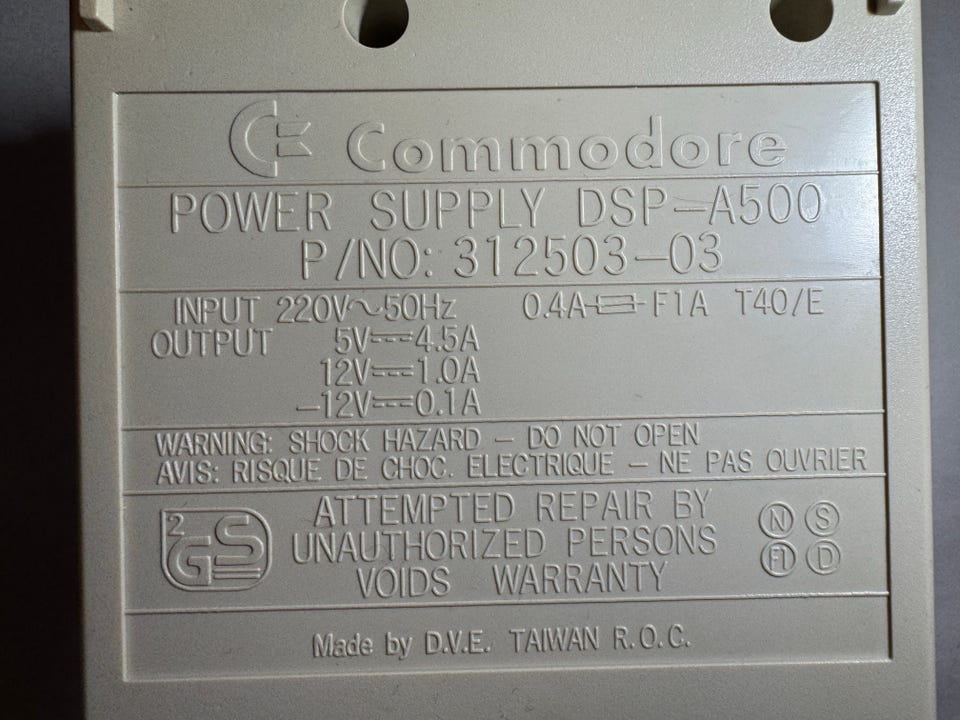 Commodore
POWER SUPPLY DSP-A500
P/NO: 312503-03
INPUT 220V~50Hz 0.4A F1A T40/E
OUTPUT 5V⎓4.5A
12V⎓1.0A
-12V⎓0.1A
WARNING: SHOCK HAZARD - DO NOT OPEN
AVIS: RISQUE DE CHOC. ELECTRIQUE - NE PAS OUVRIER
2 GS
ATTEMPTED REPAIR BY
UNAUTHORIZED PERSONS
VOIDS WARRANTY
N S
FI D
Made by D.V.E. TAIWAN R.O.C.